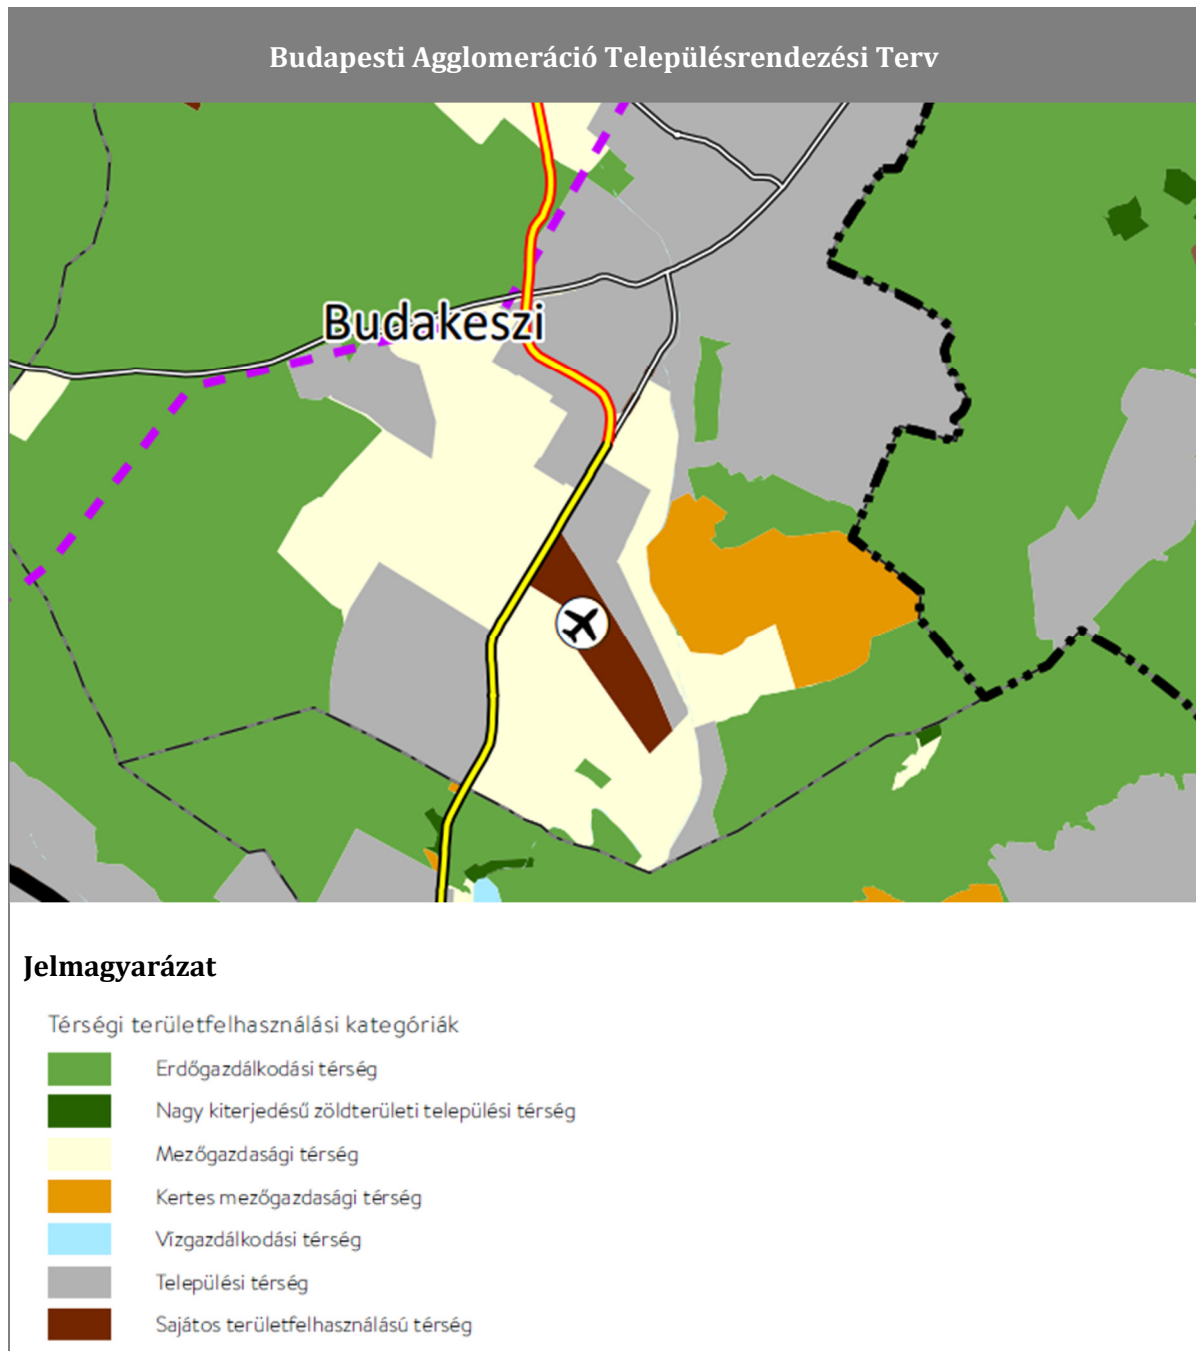 Budapesti Agglomeráció Településrendezési Terv
Budakeszi
Jelmagyarázat
Térségi területfelhasználási kategóriák
Erdőgazdálkodási térség
Nagy kiterjedésű zöldterületi települési térség
Mezőgazdasági térség
Kertes mezőgazdasági térség
Vízgazdálkodási térség
Települési térség
Sajátos területfelhasználású térség